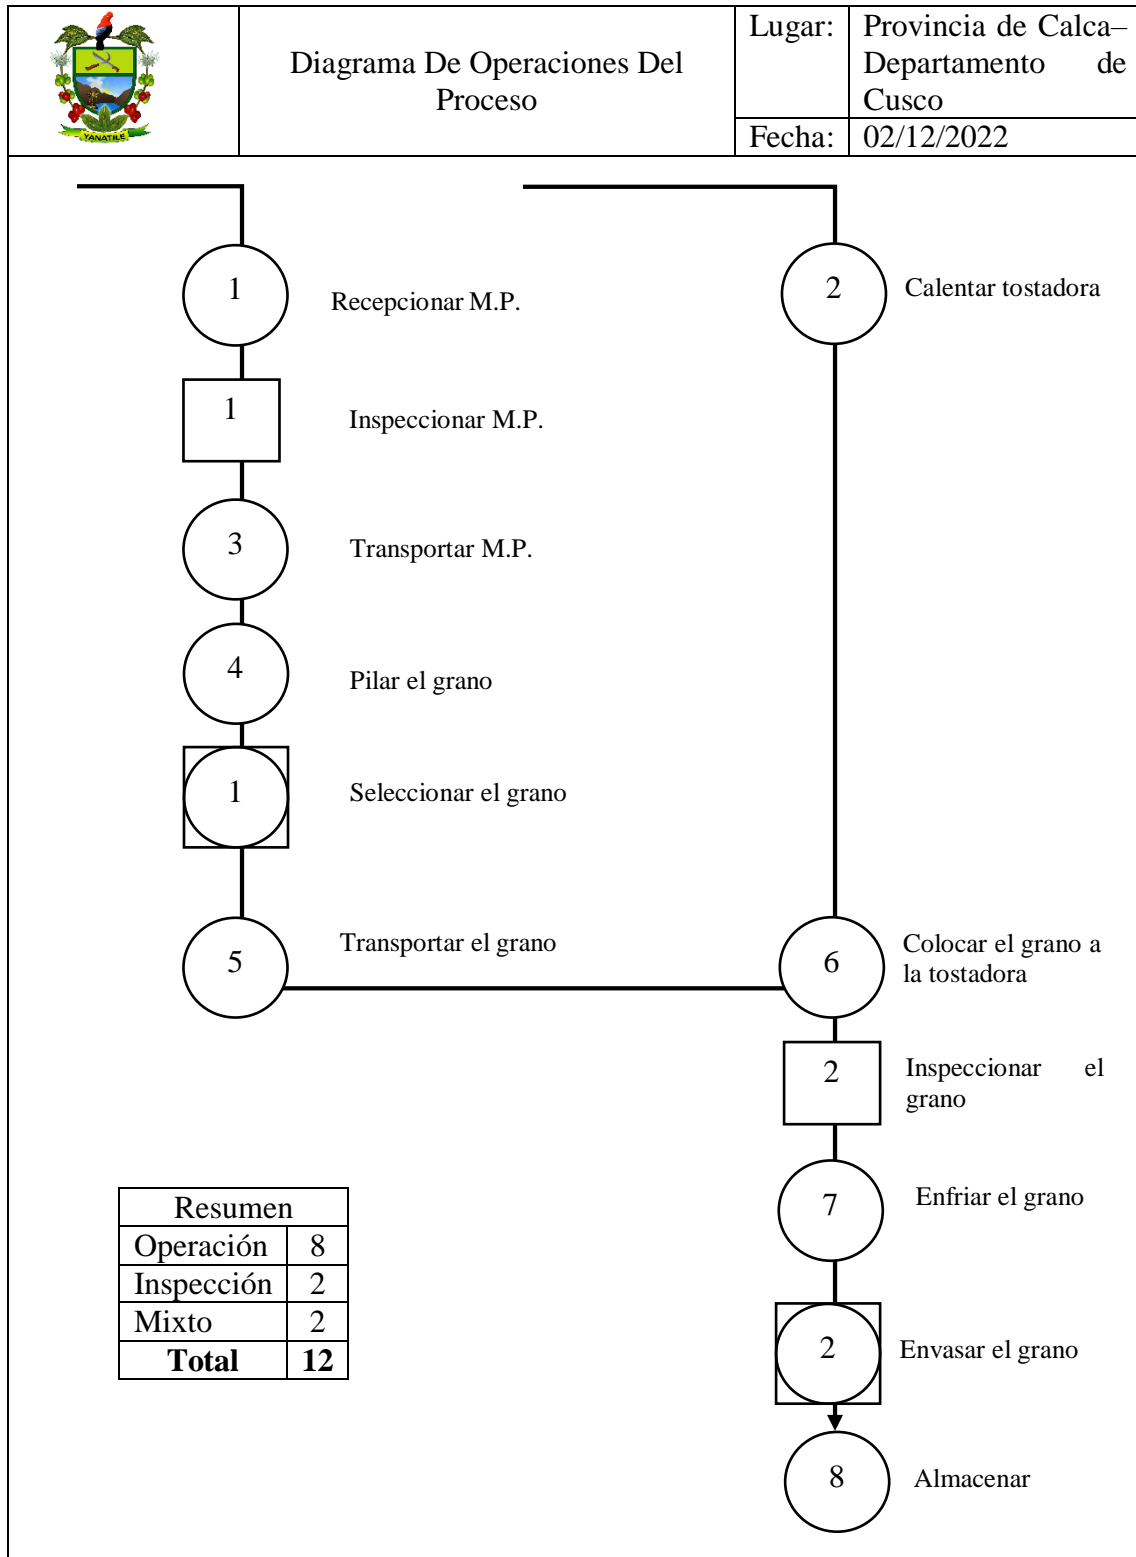 YANATILE
Diagrama De Operaciones Del
Proceso
Lugar:
Provincia de Calca–
Departamento de
Cusco
Fecha:
02/12/2022
1
Recepcionar M.P.
2
Calentar tostadora
1
Inspeccionar M.P.
3
Transportar M.P.
4
Pilar el grano
1
Seleccionar el grano
5
Transportar el grano
6
Colocar el grano a
la tostadora
2
Inspeccionar el
grano
7
Enfriar el grano
2
Envasar el grano
8
Almacenar
Resumen
Operación 8
Inspección 2
Mixto 2
Total 12